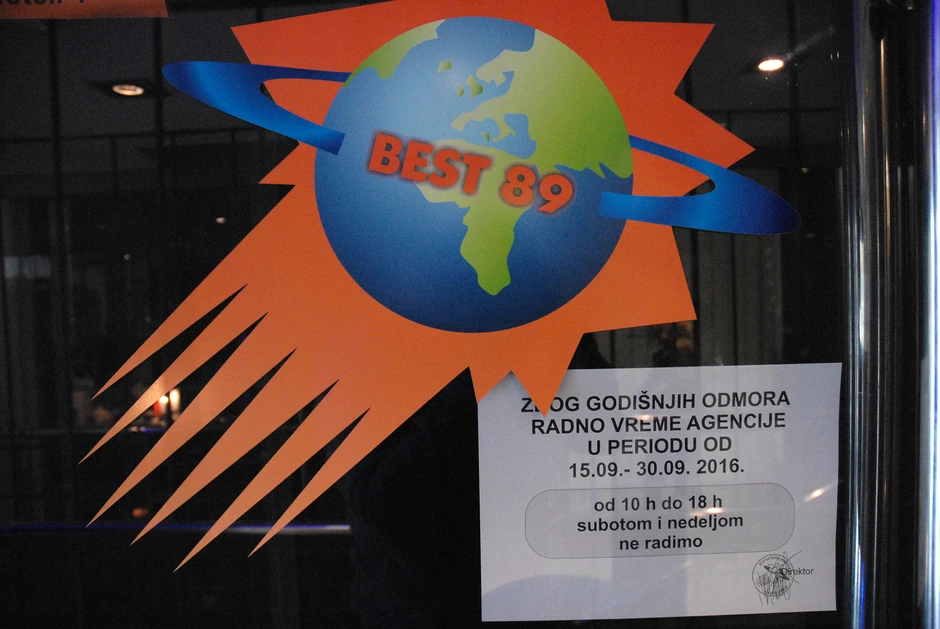 BEST 89
ZBOG GODIŠNJIH ODMORA
RADNO VREME AGENCIJE
U PERIODU OD
15.09.- 30.09. 2016.
od 10 h do 18 h
subotom i nedeljom
ne radimo
Direktor